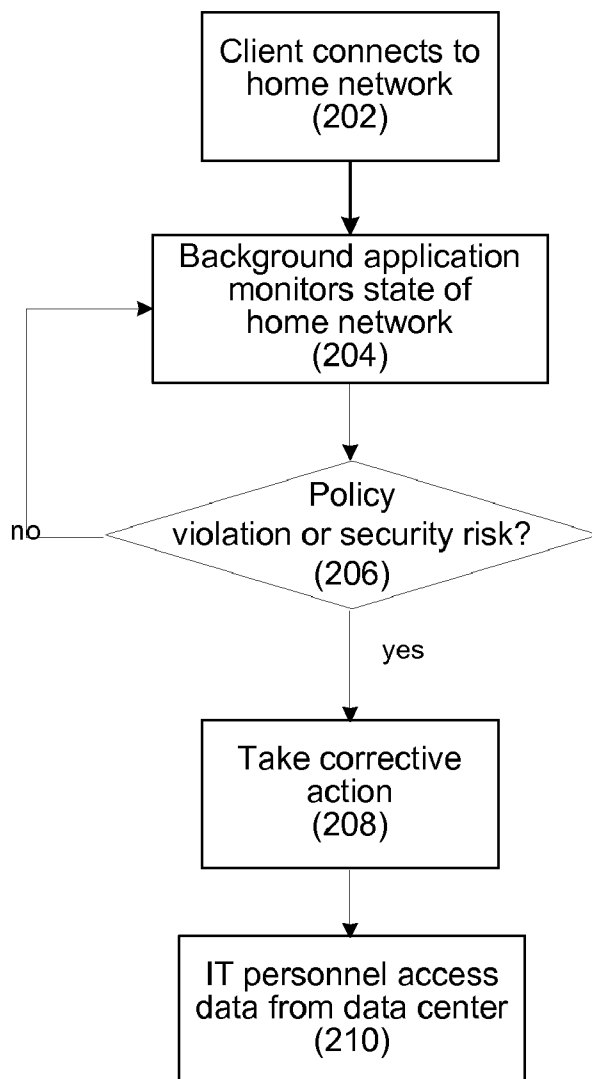 Client connects to
home network
(202)
Background application
monitors state of
home network
(204)
Policy
violation or security risk?
(206)
no
yes
Take corrective
action
(208)
IT personnel access
data from data center
(210)